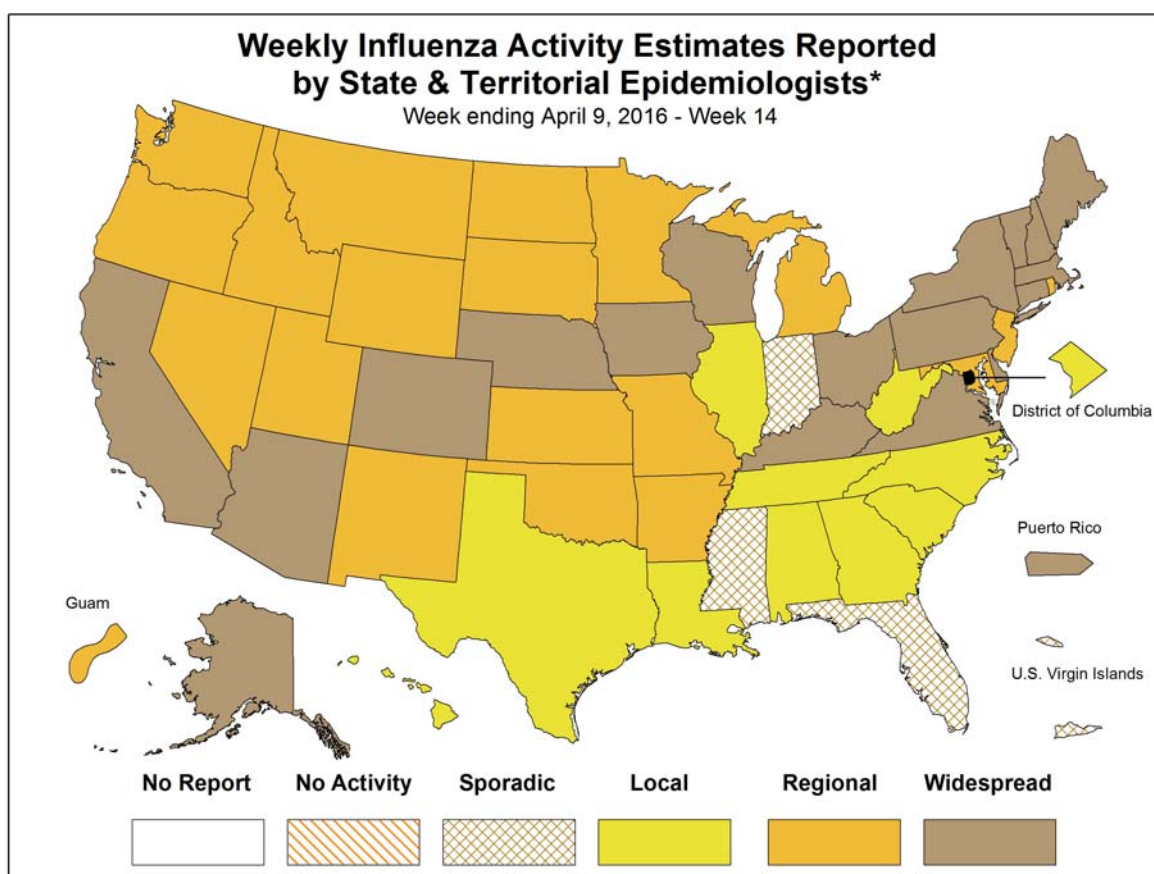 Weekly Influenza Activity Estimates Reported
by State & Territorial Epidemiologists*
Week ending April 9, 2016 - Week 14
District of Columbia
Puerto Rico
Guam
U.S. Virgin Islands
No Report
No Activity
Sporadic
Local
Regional
Widespread